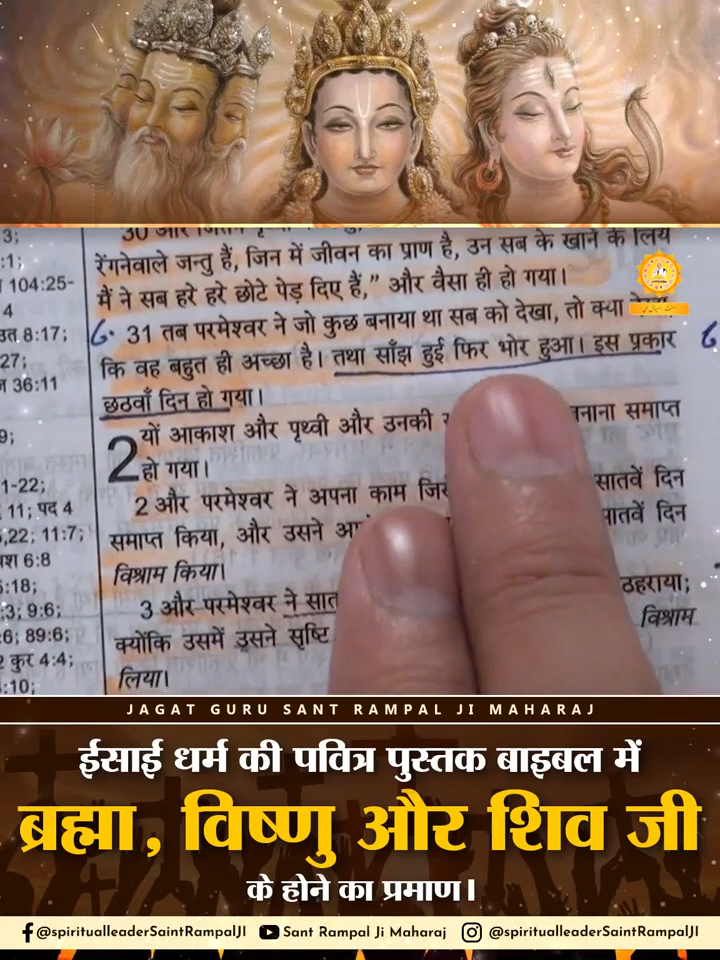 3;
:1;
104:25-
4
उत 8:17;
27;
न 36:11
9;
1-22;
11; पद 4
,22; 11:7;
पश 6:8
5:18;
:3; 9:6;
:6; 89:6;
2 कुर 4:4;
:10;
30 और
रेंगनेवाले जन्तु हैं, जिन में जीवन का प्राण है, उन सब के खाने के लिये
मैं ने सब हरे हरे छोटे पेड़ दिए हैं,” और वैसा ही हो गया।
6. 31 तब परमेश्वर ने जो कुछ बनाया था सब को देखा, तो क्या
कि वह बहुत ही अच्छा है। तथा साँझ हुई फिर भोर हुआ। इस प्रकार
छठवाँ दिन हो गया।
2 यों आकाश और पृथ्वी और उनकी बनाना समाप्त
हो गया।
2 और परमेश्वर ने अपना काम सातवें दिन
समाप्त किया, और उसने
विश्राम किया।
3 और परमेश्वर ने ठहराया;
क्योंकि उसमें उसने सृष्टि विश्राम
लिया।
JAGAT GURU SANT RAMPAL JI MAHARAJ
ईसाई धर्म की पवित्र पुस्तक बाइबल में
ब्रह्मा, विष्णु और शिव जी
के होने का प्रमाण।
@spiritualleaderSaintRampalJI Sant Rampal Ji Maharaj @spiritualleaderSaintRampalJI